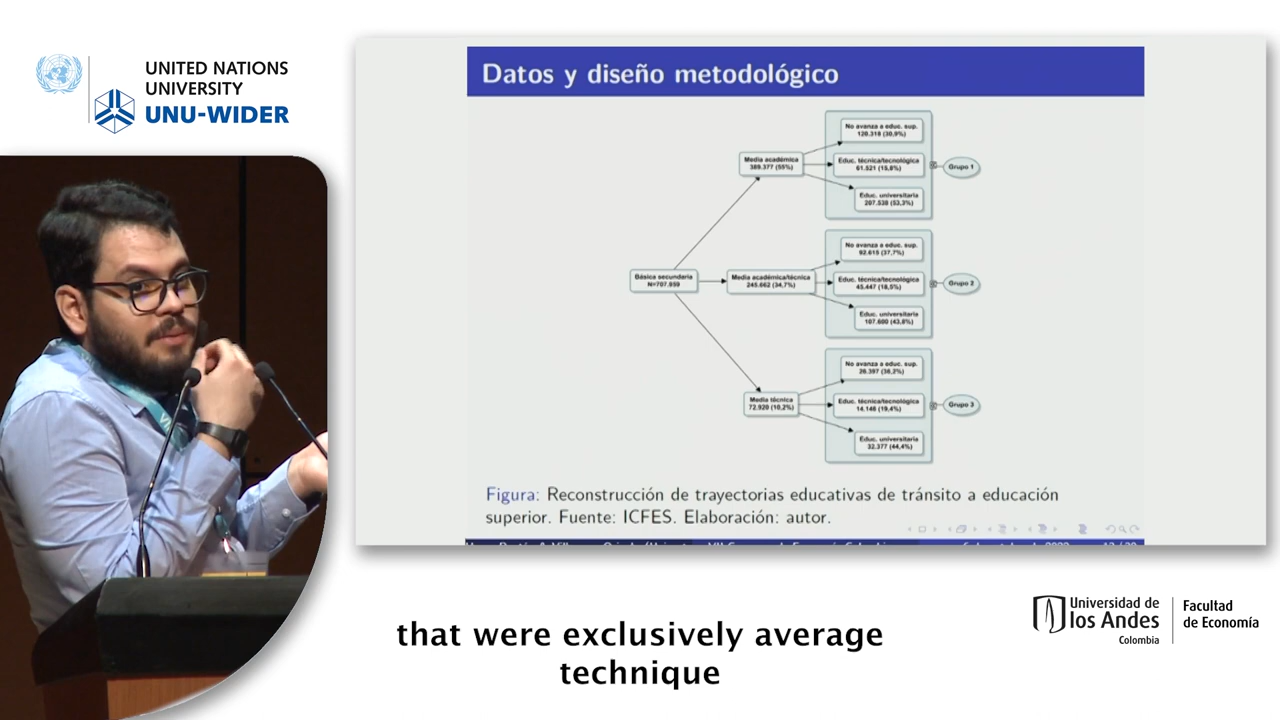 UNITED NATIONS
UNIVERSITY
UNU-WIDER
Datos y diseño metodológico
No avanza a educ. sup.
120.318 (30,9%)
Media académica
389.377 (55%)
Educ. técnica/tecnológica
61.521 (15,8%)
Grupo 1
Educ. universitaria
207.538 (53,3%)
No avanza a educ. sup.
92.615 (37,7%)
Básica secundaria
N=707.959
Media académica/técnica
245.662 (34,7%)
Educ. técnica/tecnológica
45.447 (18,5%)
Grupo 2
Educ. universitaria
107.600 (43,8%)
No avanza a educ. sup.
26.397 (36,2%)
Media técnica
72.920 (10,2%)
Educ. técnica/tecnológica
14.146 (19,4%)
Grupo 3
Educ. universitaria
32.377 (44,4%)
Figura: Reconstrucción de trayectorias educativas de tránsito a educación
superior. Fuente: ICFES. Elaboración: autor.
that were exclusively average
technique
Universidad de
los Andes
Colombia
Facultad
de Economía